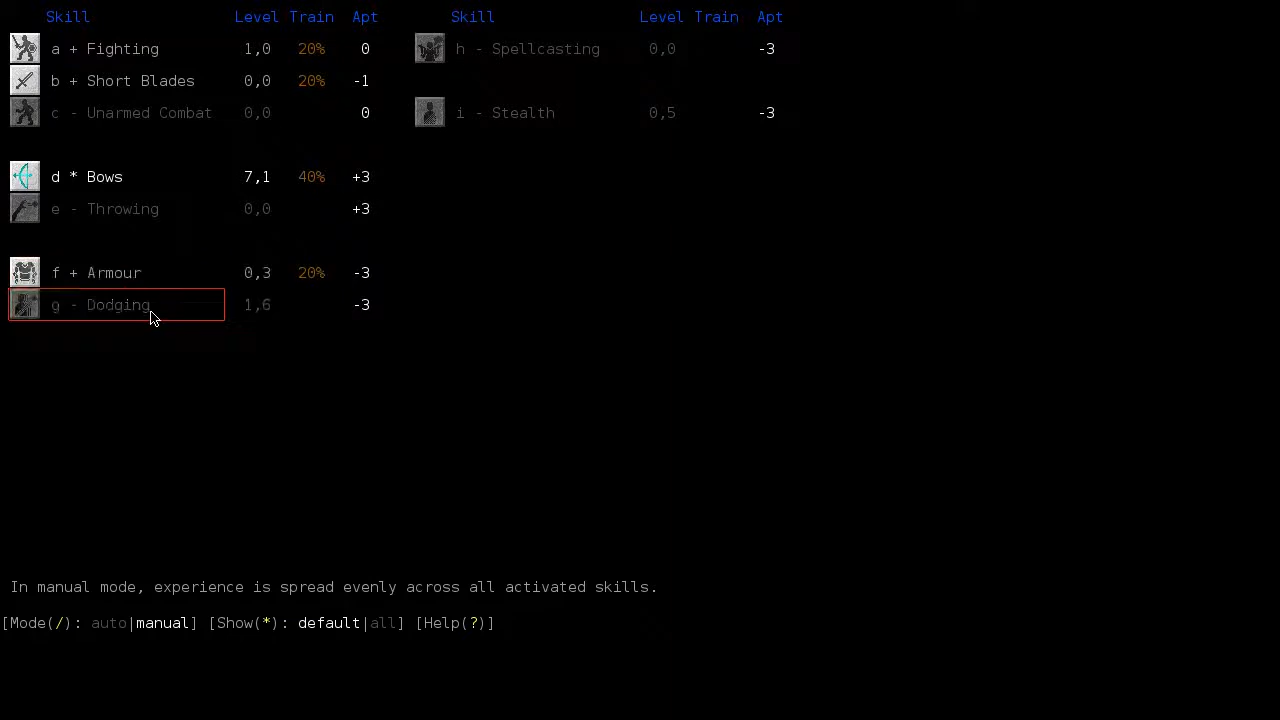 Skill Level Train Apt Skill Level Train Apt
a + Fighting 1,0 20% 0 h - Spellcasting 0,0 -3
b + Short Blades 0,0 20% -1
c - Unarmed Combat 0,0 0 i - Stealth 0,5 -3
d * Bows 7,1 40% +3
e - Throwing 0,0 +3
f + Armour 0,3 20% -3
g - Dodging 1,6 -3
In manual mode, experience is spread evenly across all activated skills.
[Mode(/): auto|manual] [Show(*): default|all] [Help(?)]